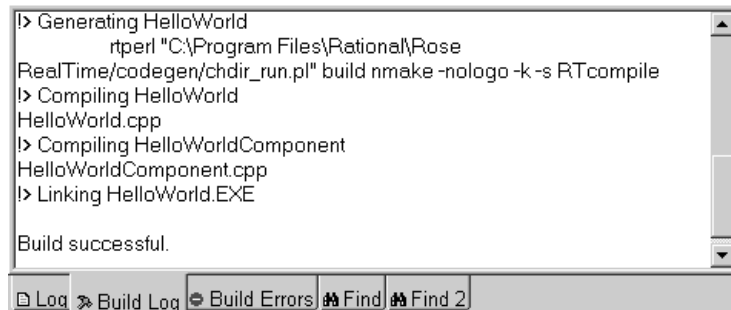 !> Generating HelloWorld
rtperl "C:\Program Files\Rational\Rose
RealTime/codegen/chdir_run.pl" build nmake -nologo -k -s RTcompile
!> Compiling HelloWorld
HelloWorld.cpp
!> Compiling HelloWorldComponent
HelloWorldComponent.cpp
!> Linking HelloWorld.EXE
Build successful.
Log Build Log Build Errors Find Find 2